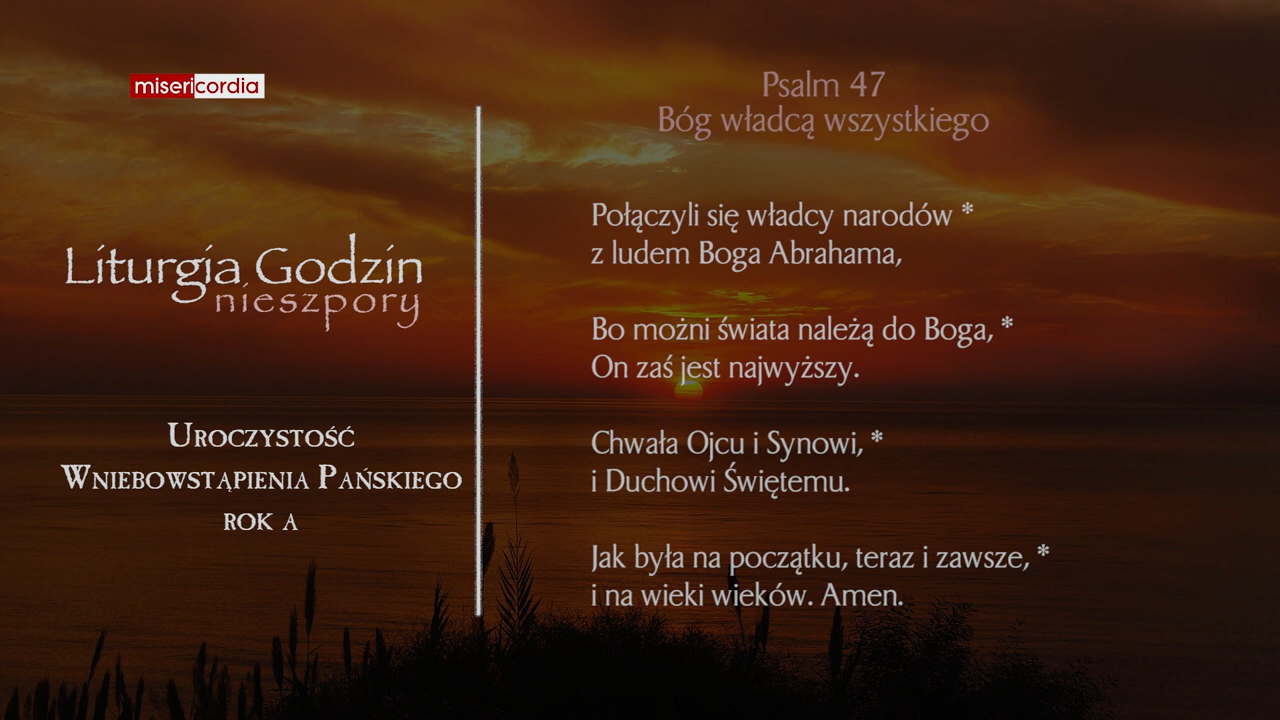 misericordia
Liturgia Godzin
nieszpory
Uroczystość
Wniebowstąpienia Pańskiego
rok A
Psalm 47
Bóg władcą wszystkiego
Połączyli się władcy narodów *
z ludem Boga Abrahama,
Bo możni świata należą do Boga, *
On zaś jest najwyższy.
Chwała Ojcu i Synowi, *
i Duchowi Świętemu.
Jak była na początku, teraz i zawsze, *
i na wieki wieków. Amen.